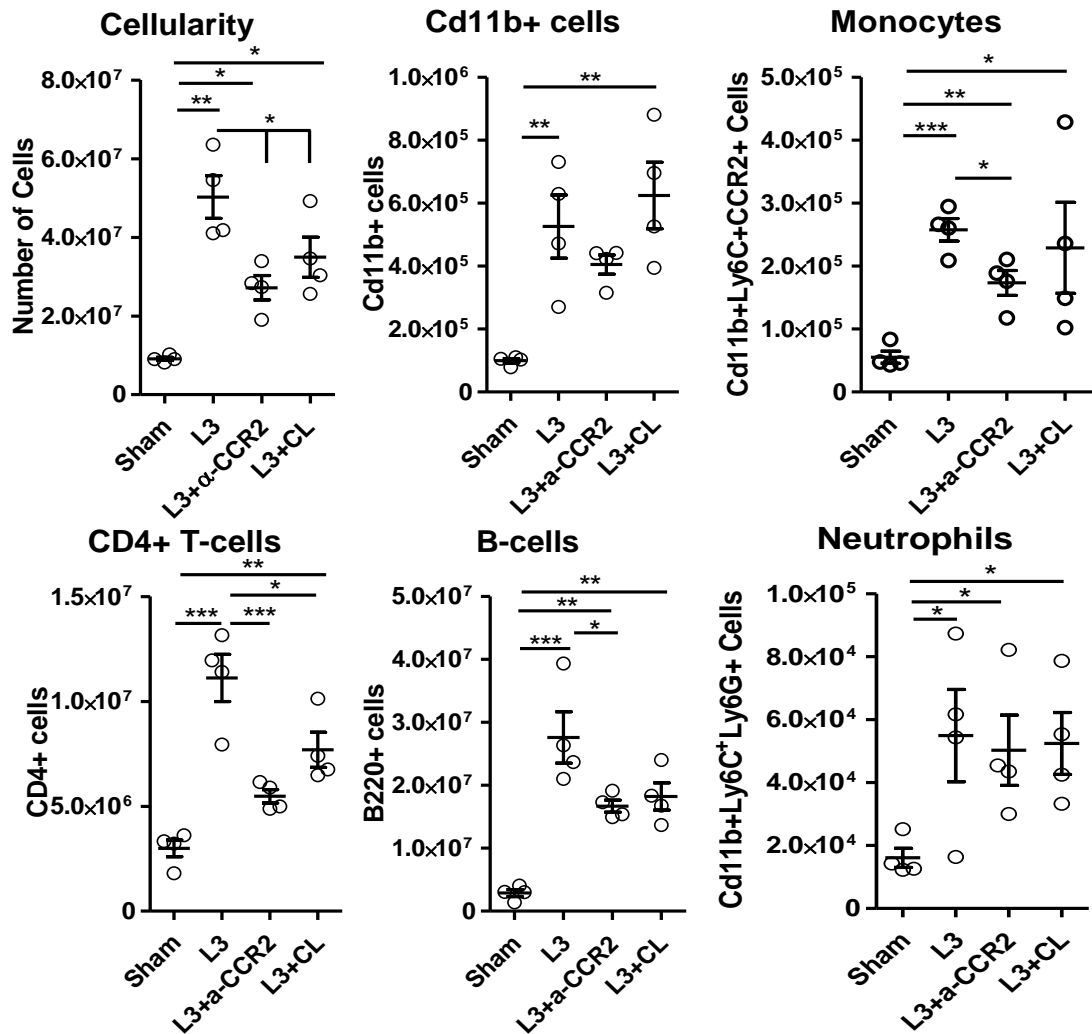 Cellularity
* 
*
**
*
8.0×10⁷
6.0×10⁷
4.0×10⁷
2.0×10⁷
0
Number of Cells
Sham
L3
L3+α-CCR2
L3+CL
Cd11b+ cells
**
**
1.0×10⁶
8.0×10⁵
6.0×10⁵
4.0×10⁵
2.0×10⁵
0
Cd11b+ cells
Sham
L3
L3+a-CCR2
L3+CL
Monocytes
*
**
***
*
5.0×10⁵
4.0×10⁵
3.0×10⁵
2.0×10⁵
1.0×10⁵
0
Cd11b+Ly6C+CCR2+ Cells
Sham
L3
L3+a-CCR2
L3+CL
CD4+ T-cells
**
*
***
***
1.5×10⁷
1.0×10⁷
5.0×10⁶
0
CD4+ cells
Sham
L3
L3+a-CCR2
L3+CL
B-cells
**
**
***
*
5.0×10⁷
4.0×10⁷
3.0×10⁷
2.0×10⁷
1.0×10⁷
0
B220+ cells
Sham
L3
L3+a-CCR2
L3+CL
Neutrophils
*
*
*
1.0×10⁵
8.0×10⁴
6.0×10⁴
4.0×10⁴
2.0×10⁴
0
Cd11b+Ly6C⁺Ly6G+ Cells
Sham
L3
L3+a-CCR2
L3+CL